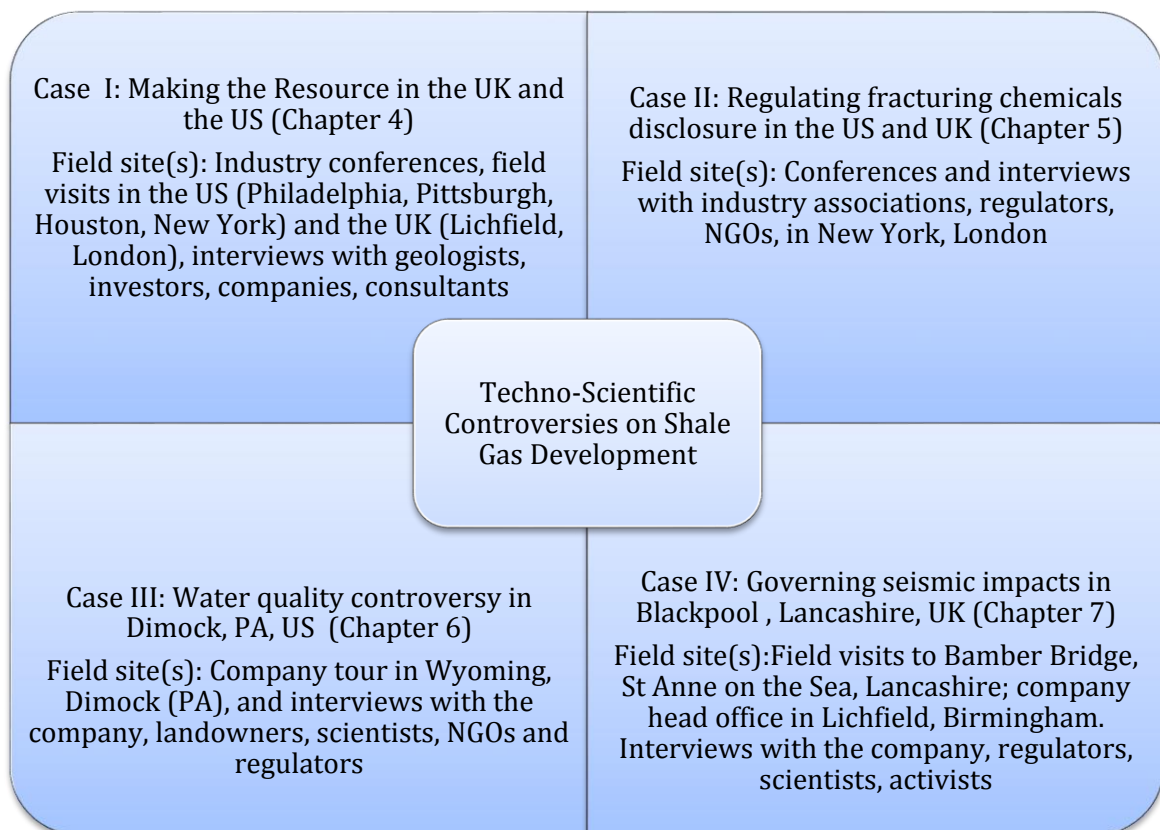 Case  I: Making the Resource in the UK and
the US (Chapter 4)
Field site(s): Industry conferences, field
visits in the US (Philadelphia, Pittsburgh,
Houston, New York) and the UK (Lichfield,
London), interviews with geologists,
investors, companies, consultants
Case II: Regulating fracturing chemicals
disclosure in the US and UK (Chapter 5)
Field site(s): Conferences and interviews
with industry associations, regulators,
NGOs, in New York, London
Techno-Scientific
Controversies on Shale
Gas Development
Case III: Water quality controversy in
Dimock, PA, US  (Chapter 6)
Field site(s): Company tour in Wyoming,
Dimock (PA), and interviews with the
company, landowners, scientists, NGOs and
regulators
Case IV: Governing seismic impacts in
Blackpool , Lancashire, UK (Chapter 7)
Field site(s):Field visits to Bamber Bridge,
St Anne on the Sea, Lancashire; company
head office in Lichfield, Birmingham.
Interviews with the company, regulators,
scientists, activists